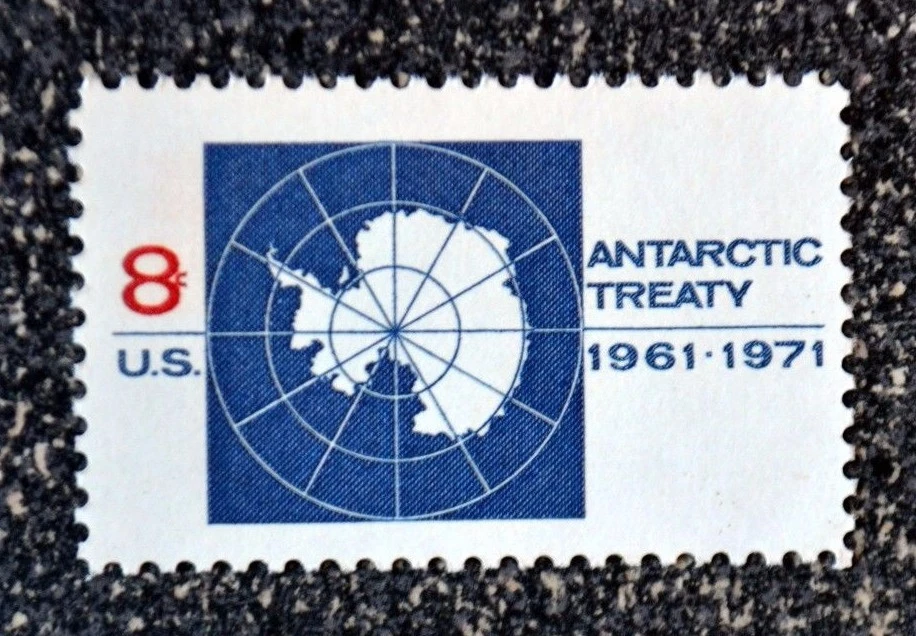 8¢
U.S.
ANTARCTIC
TREATY
1961·1971